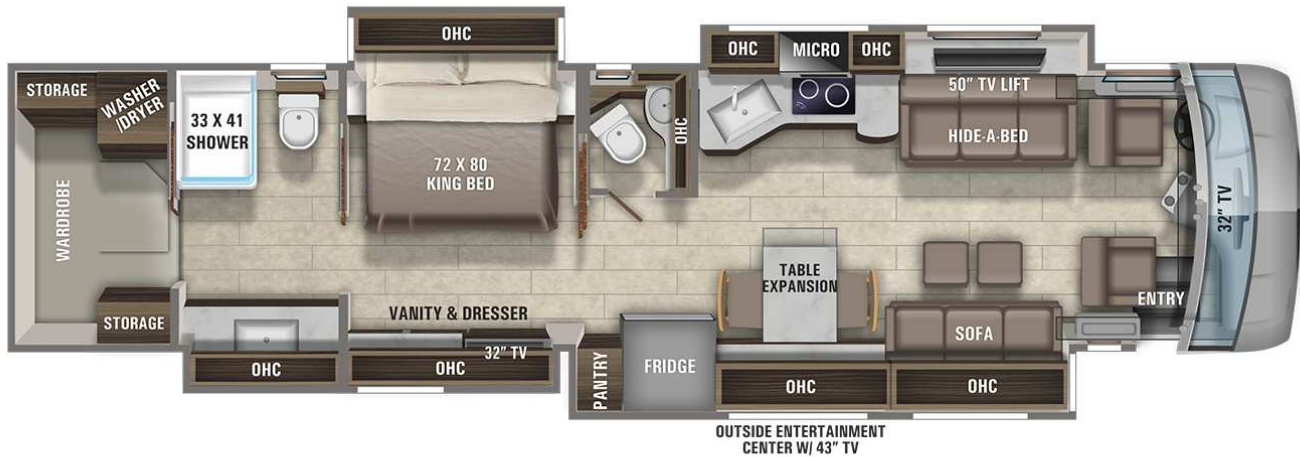 OHC
OHC
MICRO
OHC
STORAGE
WASHER
/DRYER
33 X 41
SHOWER
50" TV LIFT
HIDE-A-BED
OHC
72 X 80
KING BED
WARDROBE
32" TV
TABLE
EXPANSION
ENTRY
STORAGE
VANITY & DRESSER
32" TV
SOFA
OHC
OHC
PANTRY
FRIDGE
OHC
OHC
OUTSIDE ENTERTAINMENT
CENTER W/ 43" TV